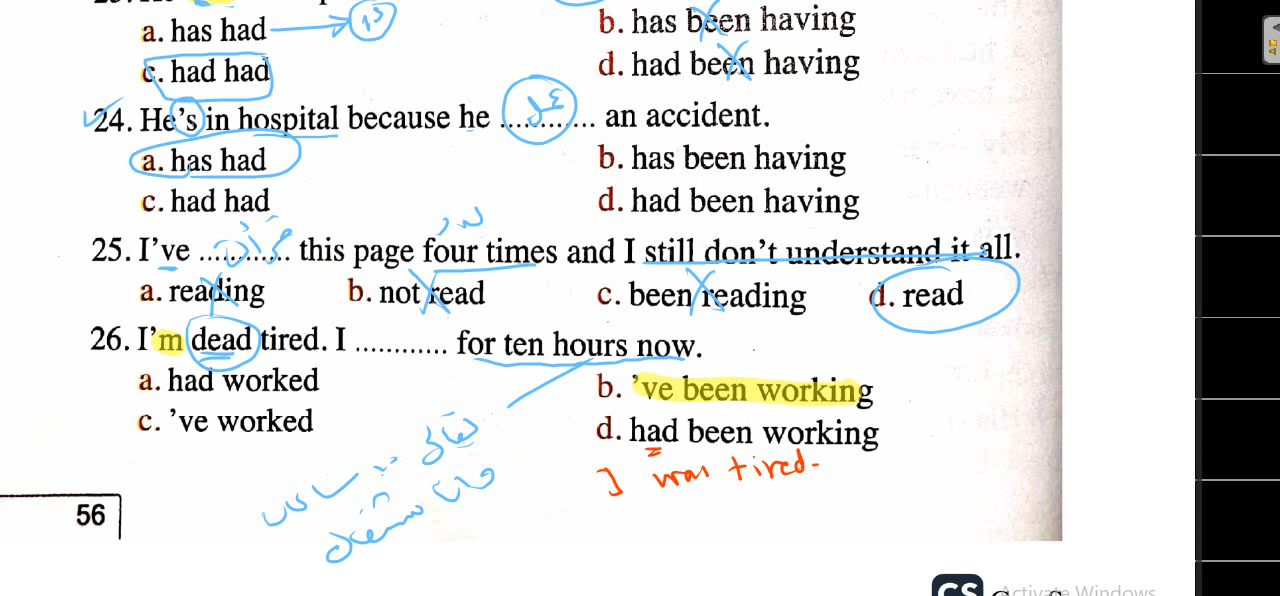 a. has had
b. has been having
c. had had
d. had been having
24. He's in hospital because he ............ an accident.
a. has had
b. has been having
c. had had
d. had been having
25. I've ............ this page four times and I still don't understand it all.
a. reading
b. not read
c. been reading
d. read
26. I'm dead tired. I ............ for ten hours now.
a. had worked
b. 've been working
c. 've worked
d. had been working
I was tired.
56
Activate Windows